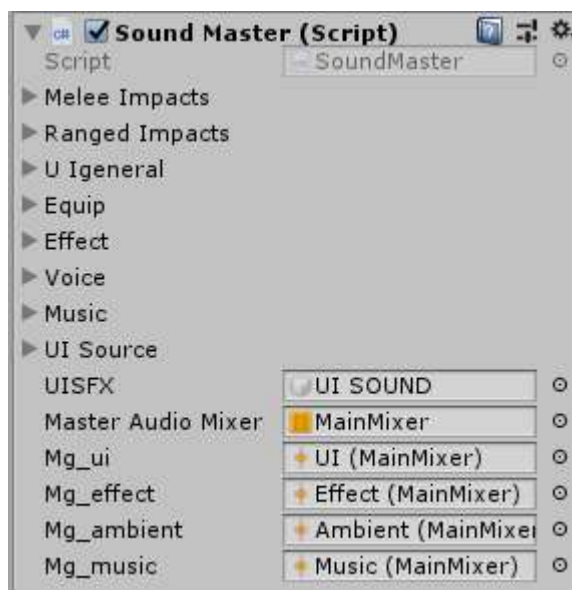 Sound Master (Script)
Script SoundMaster
Melee Impacts
Ranged Impacts
U Igeneral
Equip
Effect
Voice
Music
UI Source
UISFX UI SOUND
Master Audio Mixer MainMixer
Mg_ui UI (MainMixer)
Mg_effect Effect (MainMixer)
Mg_ambient Ambient (MainMixer
Mg_music Music (MainMixer)